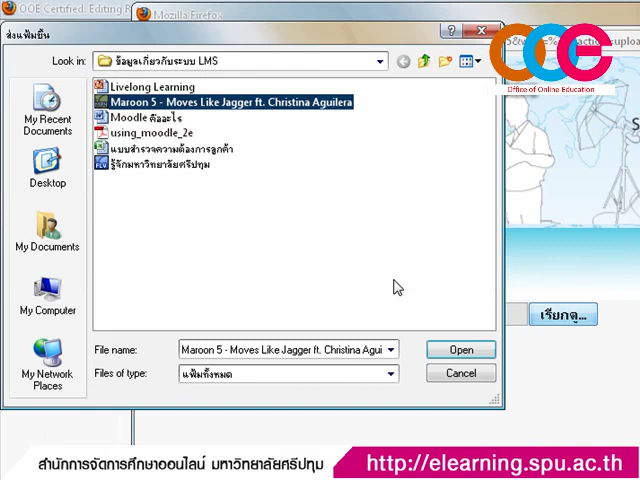 OOE Certified: Editing R
Mozilla Firefox
ส่งแฟ้มขึ้น
Look in:
ข้อมูลเกี่ยวกับระบบ LMS
Livelong Learning
Maroon 5 - Moves Like Jagger ft. Christina Aguilera
Moodle คืออะไร
using_moodle_2e
แบบสำรวจความต้องการลูกค้า
รู้จักมหาวิทยาลัยศรีปทุม
FLV
My Recent
Documents
Desktop
My Documents
My Computer
My Network
Places
File name:
Maroon 5 - Moves Like Jagger ft. Christina Agui
Open
Files of type:
แฟ้มทั้งหมด
Cancel
OOE
Office of Online Education
S
เรียกดู...
สำนักการจัดการศึกษาออนไลน์ มหาวิทยาลัยศรีปทุม
http://elearning.spu.ac.th